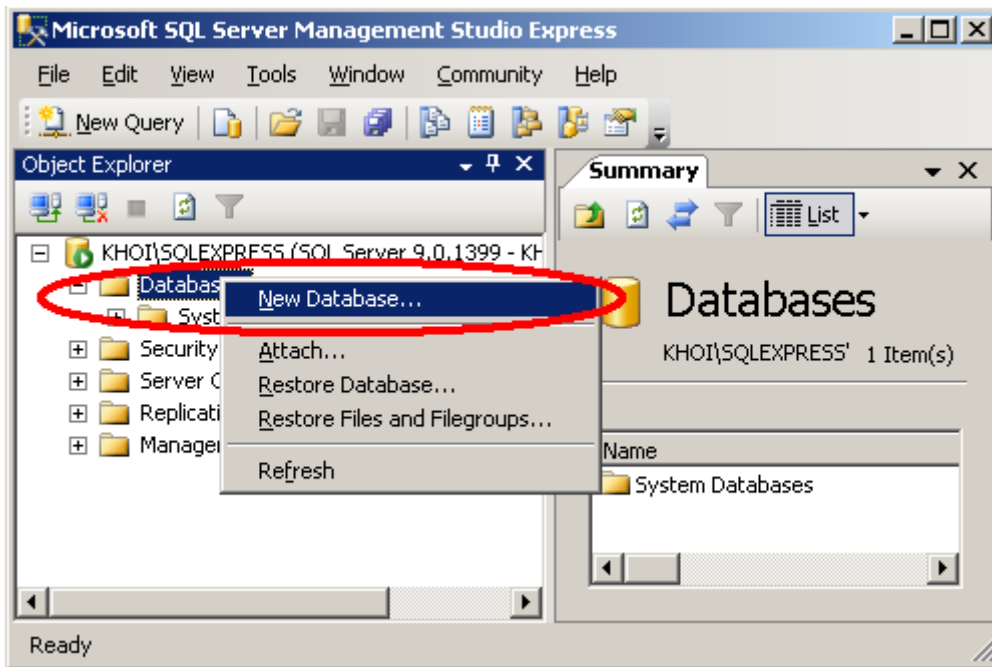 Microsoft SQL Server Management Studio Express
File Edit View Tools Window Community Help
New Query
Object Explorer
KHOI\SQLEXPRESS (SQL Server 9.0.1399 - KH
Databas
Syst
Security
Server
Replicati
Manage
New Database...
Attach...
Restore Database...
Restore Files and Filegroups...
Refresh
Summary
List
Databases
KHOI\SQLEXPRESS' 1 Item(s)
Name
System Databases
Ready